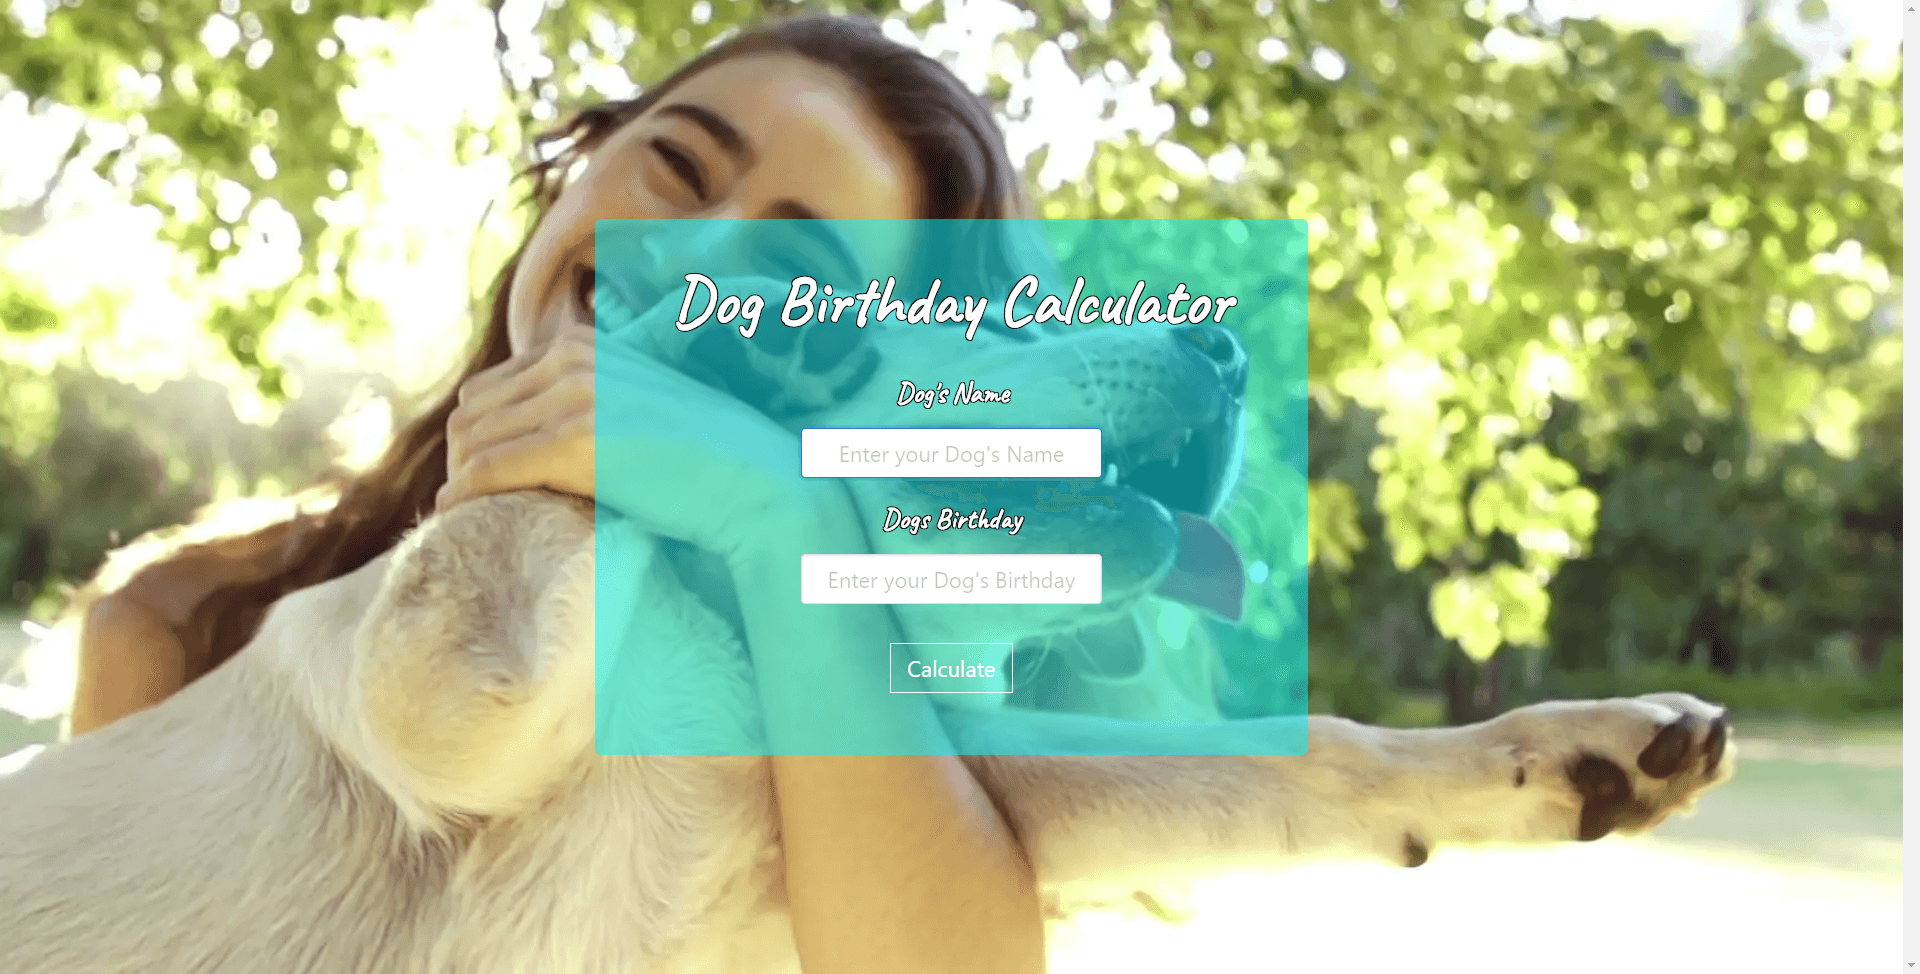 Dog Birthday Calculator
Dog's Name
Enter your Dog's Name
Dogs Birthday
Enter your Dog's Birthday
Calculate